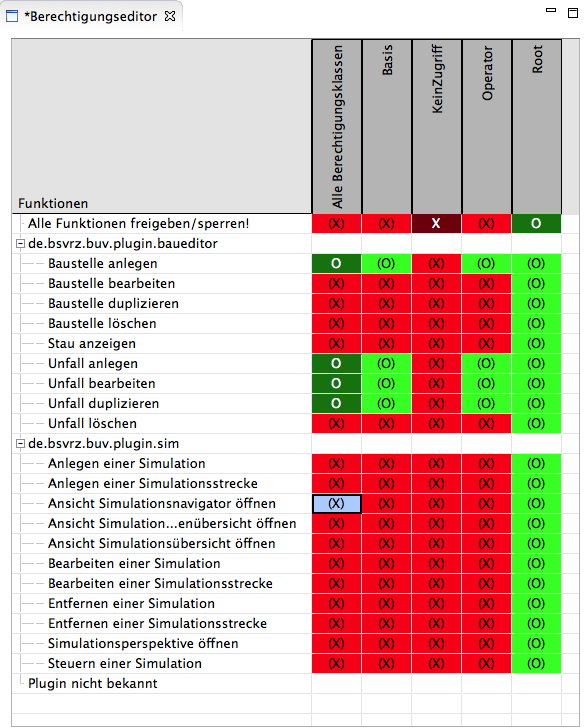 *Berechtigungseditor
Alle Berechtigungsklassen
Basis
KeinZugriff
Operator
Root
Funktionen
Alle Funktionen freigeben/sperren! (X) (X) X (X) O
de.bsvrz.buv.plugin.baueditor
Baustelle anlegen O (O) (X) (O) (O)
Baustelle bearbeiten (X) (X) (X) (X) (O)
Baustelle duplizieren (X) (X) (X) (X) (O)
Baustelle löschen (X) (X) (X) (X) (O)
Stau anzeigen (X) (X) (X) (X) (O)
Unfall anlegen O (O) (X) (O) (O)
Unfall bearbeiten O (O) (X) (O) (O)
Unfall duplizieren O (O) (X) (O) (O)
Unfall löschen (X) (X) (X) (X) (O)
de.bsvrz.buv.plugin.sim
Anlegen einer Simulation (X) (X) (X) (X) (O)
Anlegen einer Simulationsstrecke (X) (X) (X) (X) (O)
Ansicht Simulationsnavigator öffnen (X) (X) (X) (X) (O)
Ansicht Simulation...enübersicht öffnen (X) (X) (X) (X) (O)
Ansicht Simulationsübersicht öffnen (X) (X) (X) (X) (O)
Bearbeiten einer Simulation (X) (X) (X) (X) (O)
Bearbeiten einer Simulationsstrecke (X) (X) (X) (X) (O)
Entfernen einer Simulation (X) (X) (X) (X) (O)
Entfernen einer Simulationsstrecke (X) (X) (X) (X) (O)
Simulationsperspektive öffnen (X) (X) (X) (X) (O)
Steuern einer Simulation (X) (X) (X) (X) (O)
Plugin nicht bekannt